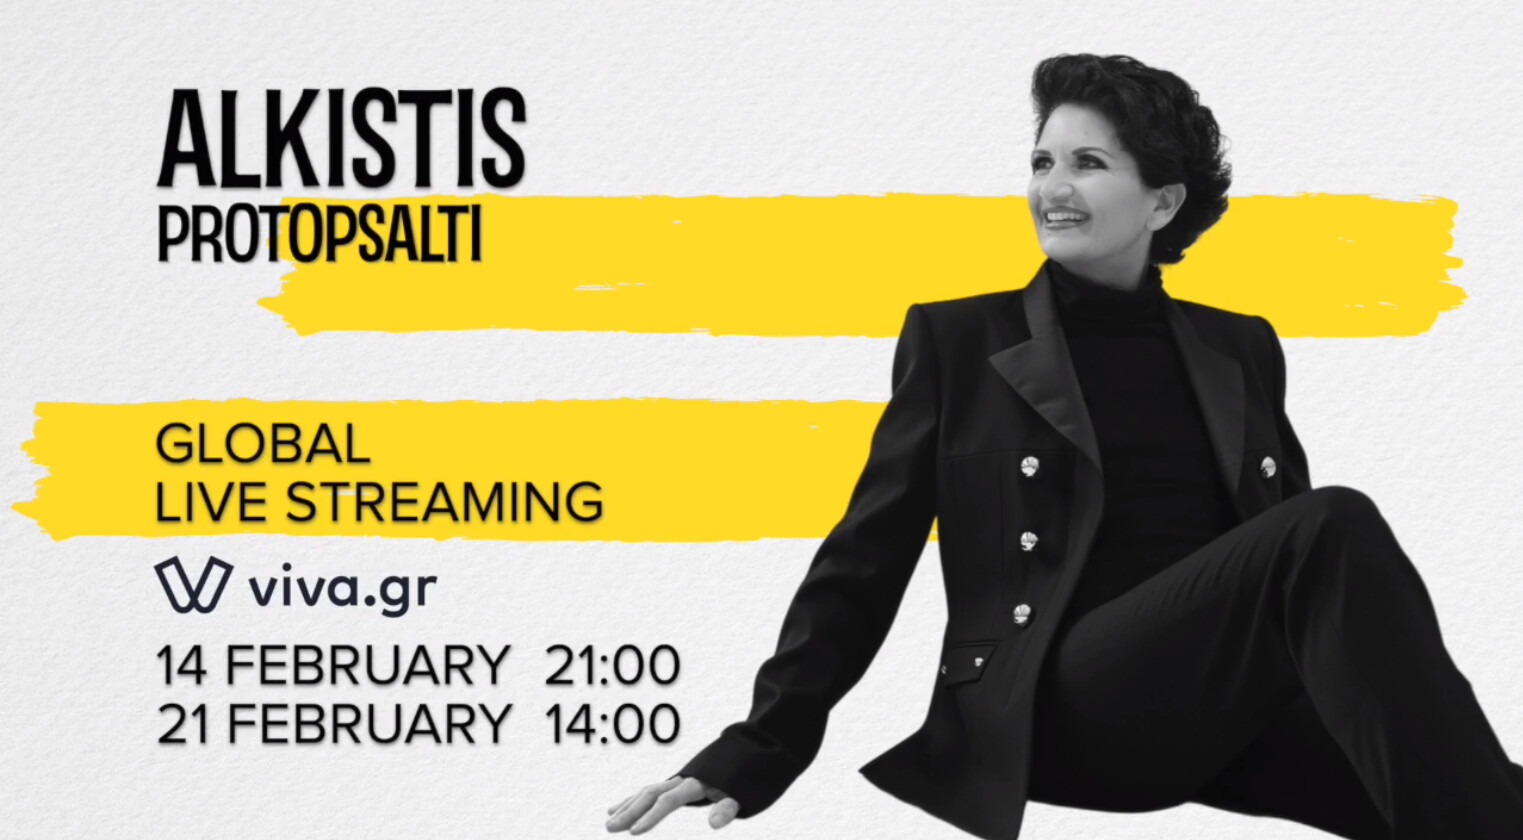 ALKISTIS
PROTOPSALTI
GLOBAL
LIVE STREAMING
viva.gr
14 FEBRUARY 21:00
21 FEBRUARY 14:00